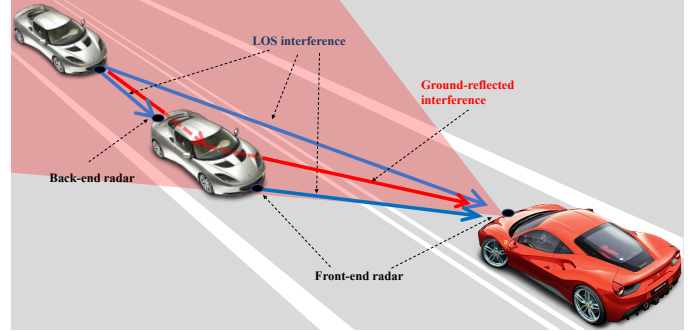 LOS interference
Ground-reflected
interference
Back-end radar
Front-end radar